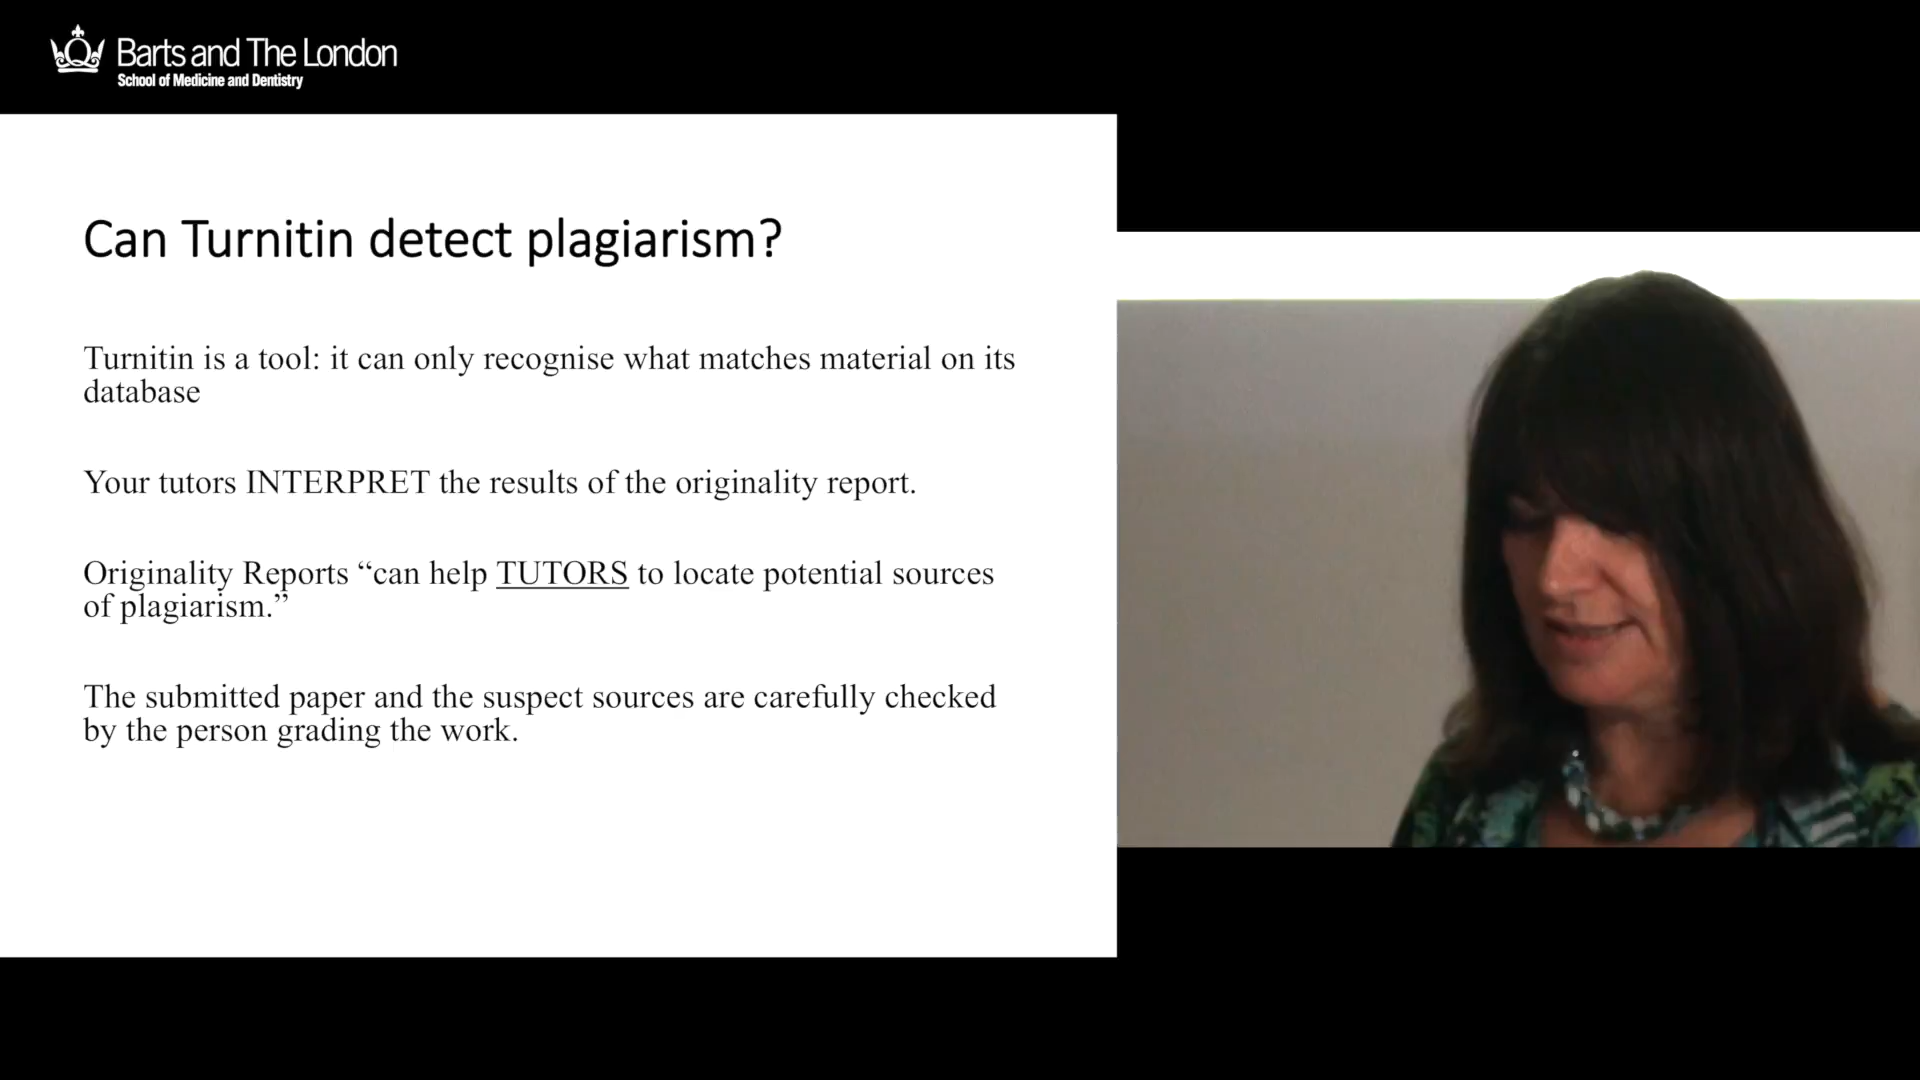 Barts and The London
School of Medicine and Dentistry
Can Turnitin detect plagiarism?
Turnitin is a tool: it can only recognise what matches material on its
database
Your tutors INTERPRET the results of the originality report.
Originality Reports “can help TUTORS to locate potential sources
of plagiarism.”
The submitted paper and the suspect sources are carefully checked
by the person grading the work.